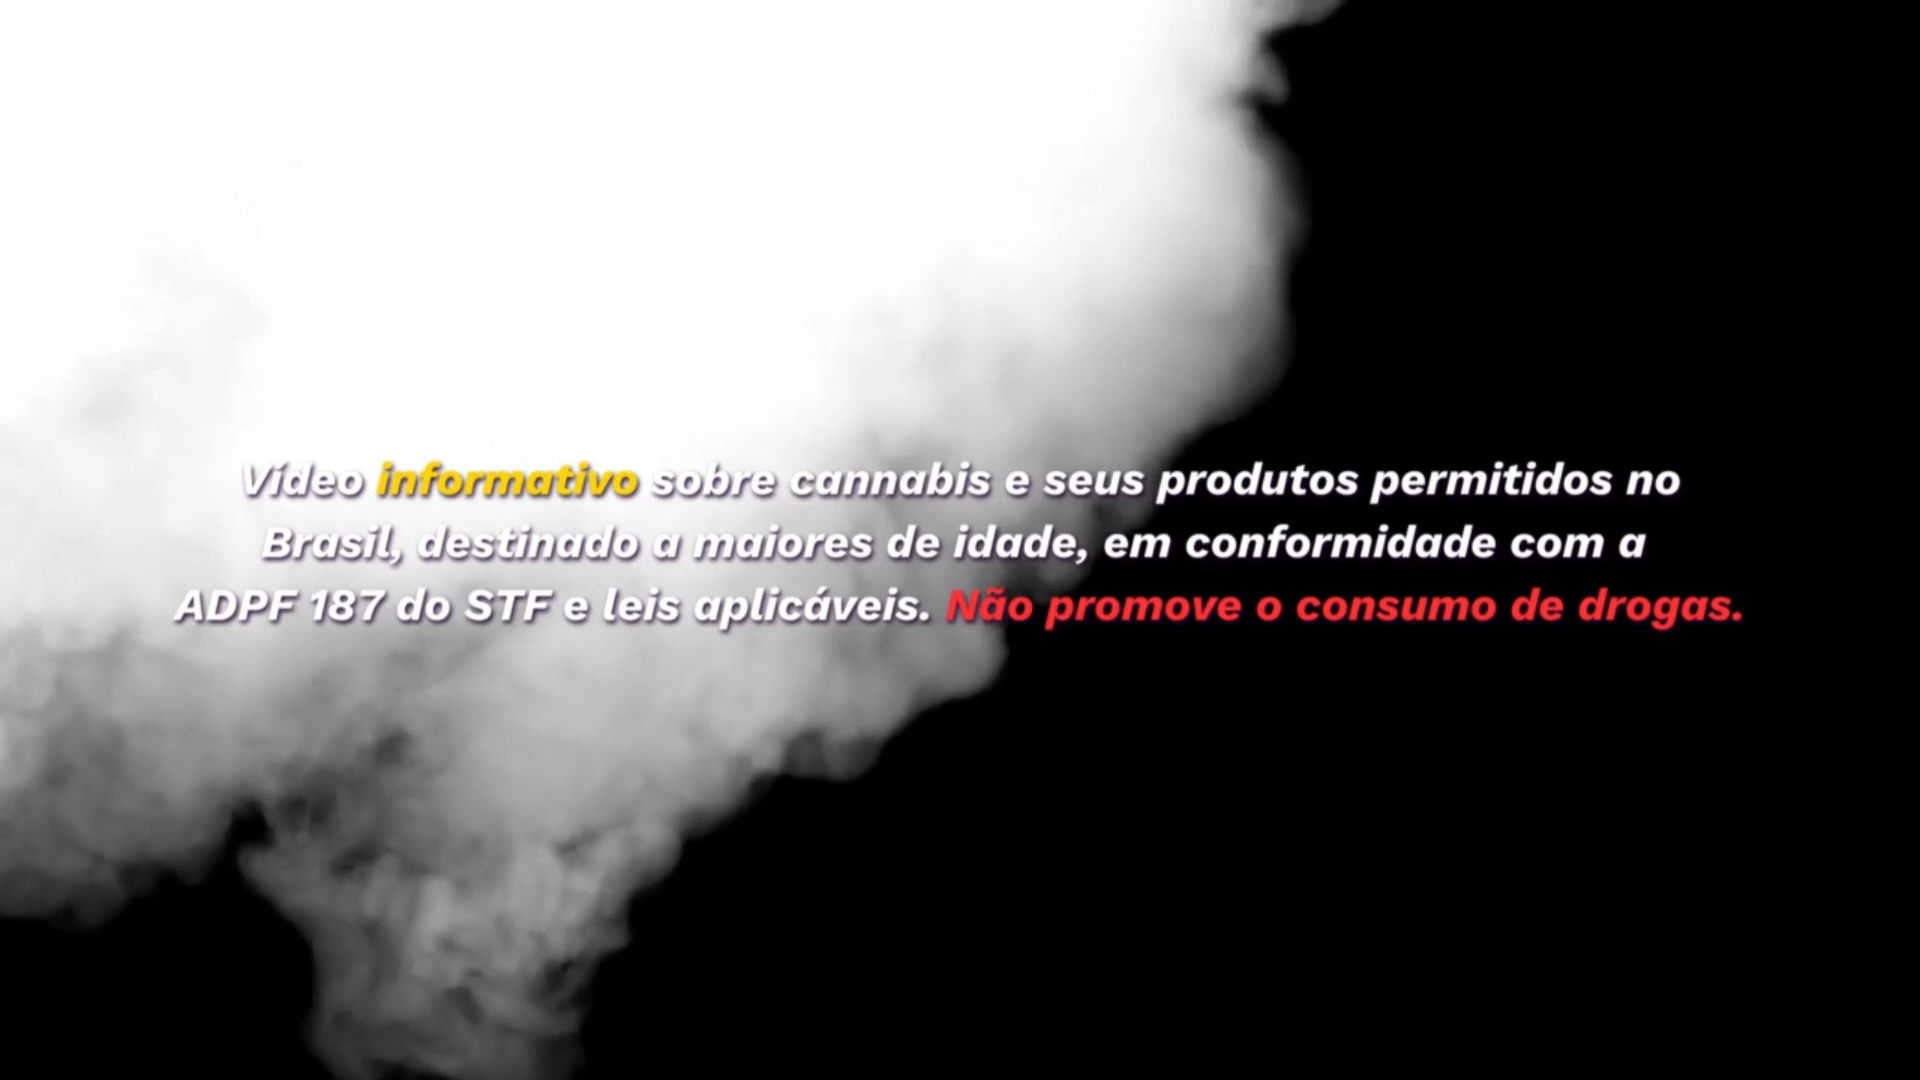 Vídeo informativo sobre cannabis e seus produtos permitidos no
Brasil, destinado a maiores de idade, em conformidade com a
ADPF 187 do STF e leis aplicáveis. Não promove o consumo de drogas.